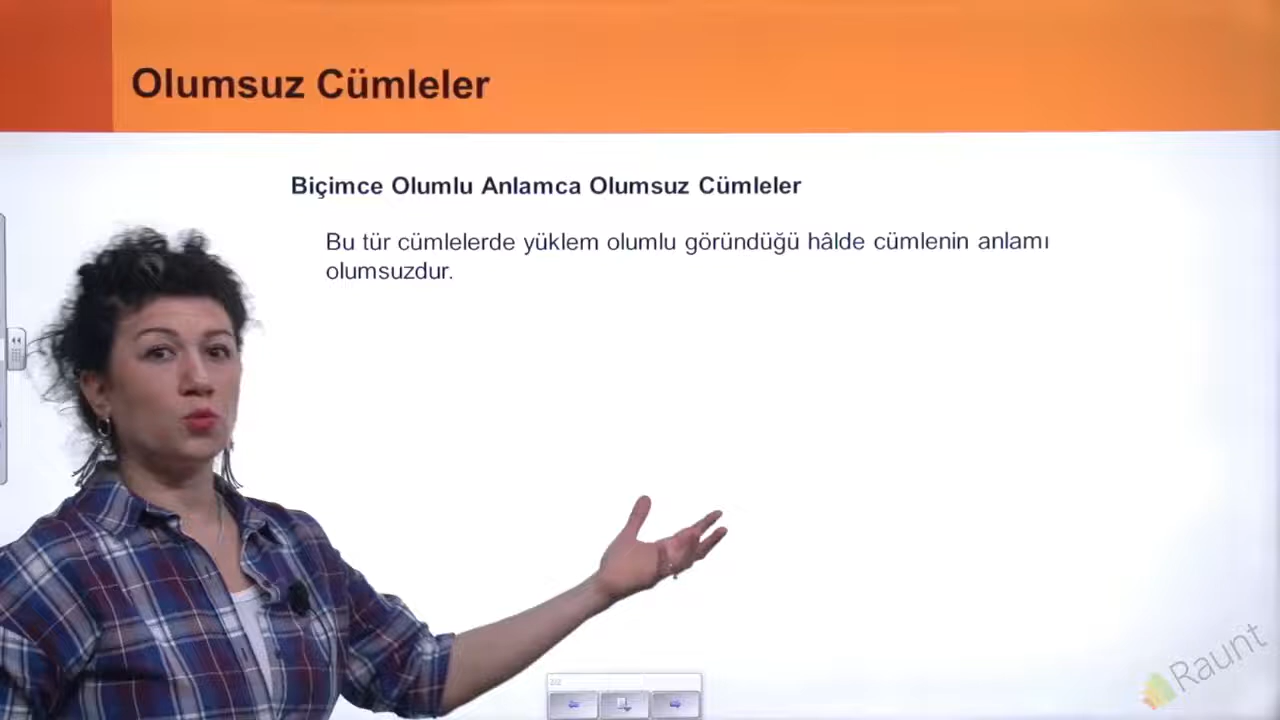 Olumsuz Cümleler
Biçimce Olumlu Anlamca Olumsuz Cümleler
Bu tür cümlelerde yüklem olumlu göründüğü hâlde cümlenin anlamı
olumsuzdur.
Raunt